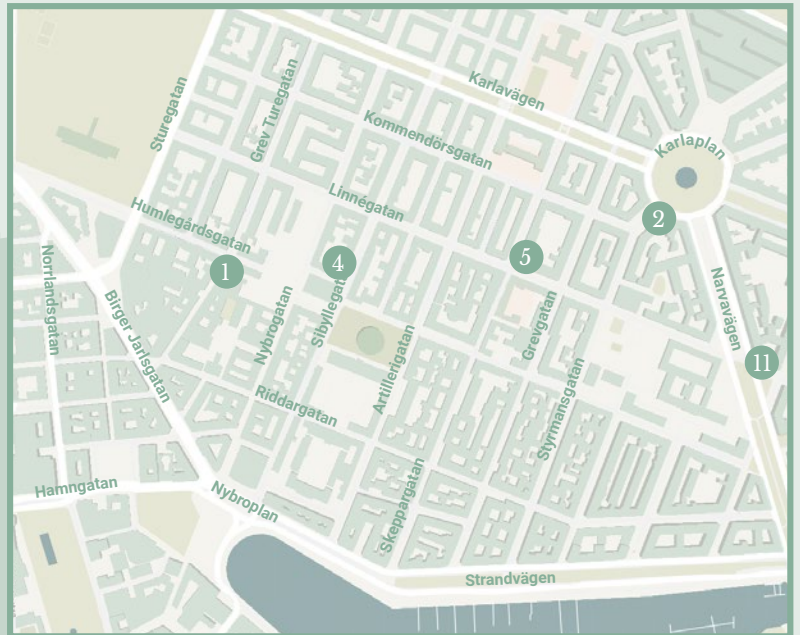 Karlavägen
Grev Turegatan
Sturegatan
Kommendörsgatan
Karlaplan
Linnégatan
Humlegårdsgatan
2
5
4
1
Norrlandsgatan
Birger Jarlsgatan
Nybrogatan
Sibyllegatan
Grevgatan
Narvavägen
11
Artillerigatan
Styrmansgatan
Riddargatan
Skeppargatan
Hamngatan
Nybroplan
Strandvägen